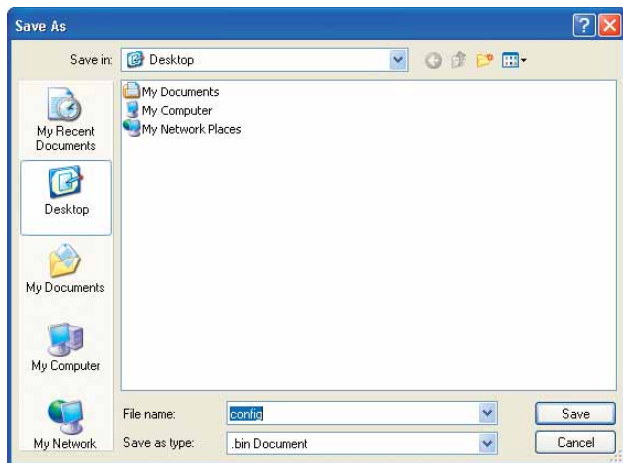 Save As
Save in:
Desktop
My Documents
My Computer
My Network Places
My Recent
Documents
Desktop
My Documents
My Computer
My Network
File name:
config
Save
Save as type:
.bin Document
Cancel